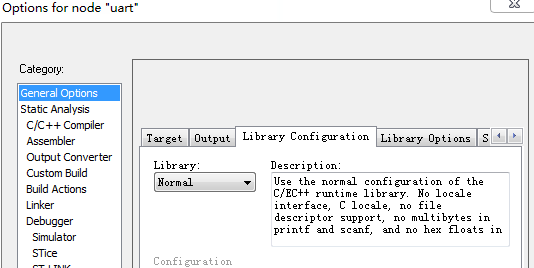 Options for node "uart"
Category:
General Options
Static Analysis
C/C++ Compiler
Assembler
Output Converter
Custom Build
Build Actions
Linker
Debugger
Simulator
STice
ST-LINK
Target Output Library Configuration Library Options S
Library:
Normal
Description:
Use the normal configuration of the
C/EC++ runtime library. No locale
interface, C locale, no file
descriptor support, no multibytes in
printf and scanf, and no hex floats in
Configuration